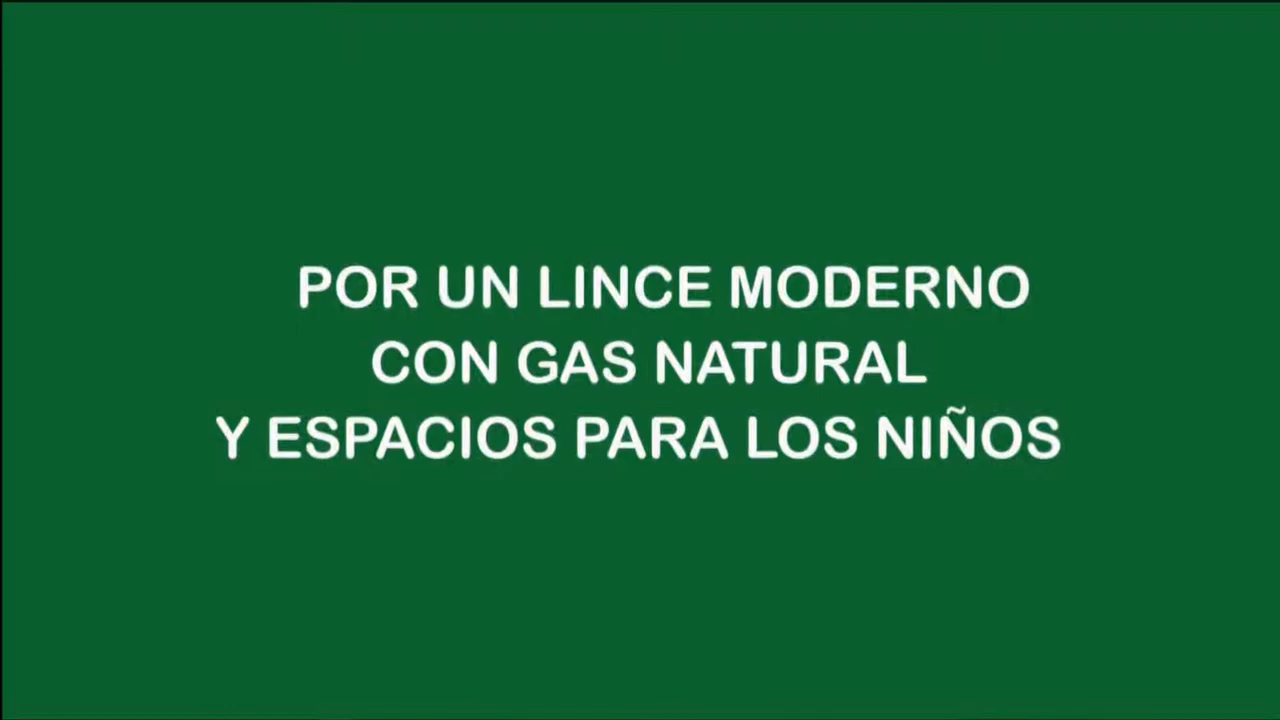 POR UN LINCE MODERNO
CON GAS NATURAL
Y ESPACIOS PARA LOS NIÑOS